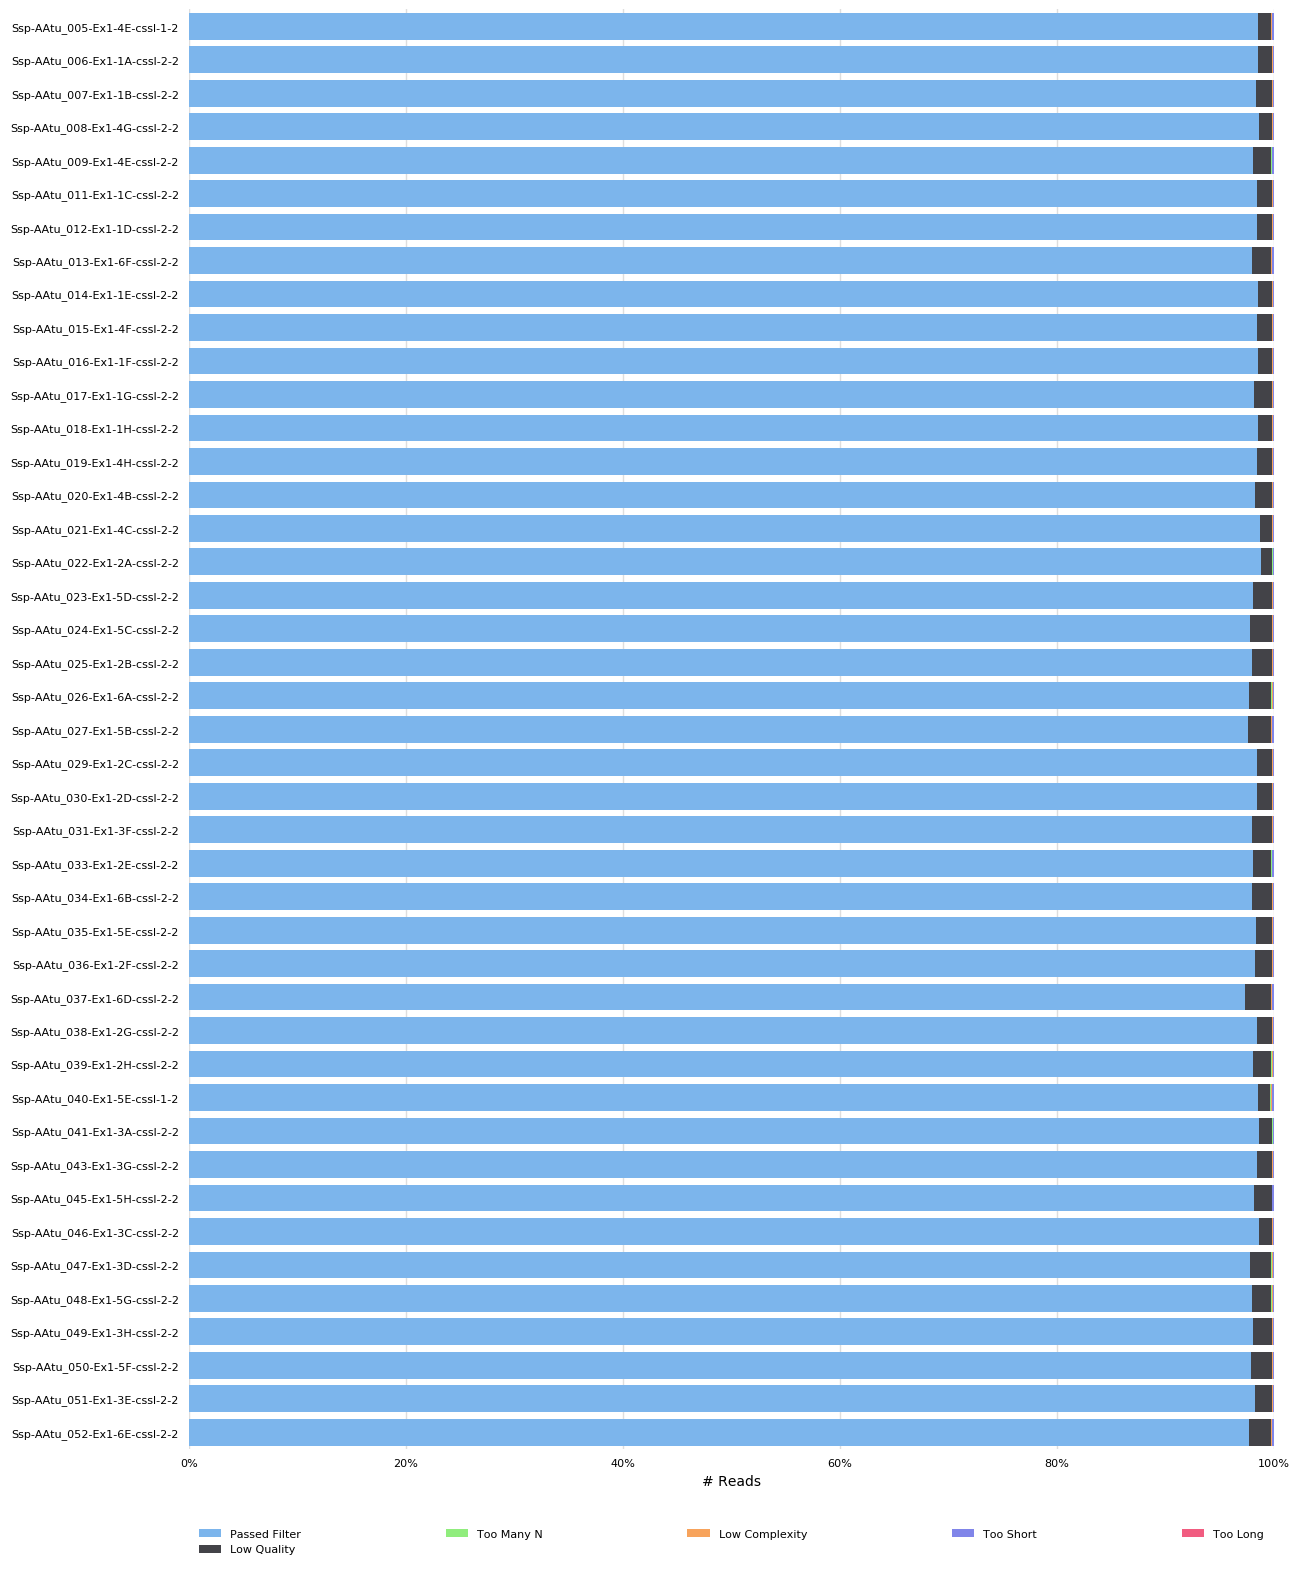 Ssp-AAtu_005-Ex1-4E-cssl-1-2
Ssp-AAtu_006-Ex1-1A-cssl-2-2
Ssp-AAtu_007-Ex1-1B-cssl-2-2
Ssp-AAtu_008-Ex1-4G-cssl-2-2
Ssp-AAtu_009-Ex1-4E-cssl-2-2
Ssp-AAtu_011-Ex1-1C-cssl-2-2
Ssp-AAtu_012-Ex1-1D-cssl-2-2
Ssp-AAtu_013-Ex1-6F-cssl-2-2
Ssp-AAtu_014-Ex1-1E-cssl-2-2
Ssp-AAtu_015-Ex1-4F-cssl-2-2
Ssp-AAtu_016-Ex1-1F-cssl-2-2
Ssp-AAtu_017-Ex1-1G-cssl-2-2
Ssp-AAtu_018-Ex1-1H-cssl-2-2
Ssp-AAtu_019-Ex1-4H-cssl-2-2
Ssp-AAtu_020-Ex1-4B-cssl-2-2
Ssp-AAtu_021-Ex1-4C-cssl-2-2
Ssp-AAtu_022-Ex1-2A-cssl-2-2
Ssp-AAtu_023-Ex1-5D-cssl-2-2
Ssp-AAtu_024-Ex1-5C-cssl-2-2
Ssp-AAtu_025-Ex1-2B-cssl-2-2
Ssp-AAtu_026-Ex1-6A-cssl-2-2
Ssp-AAtu_027-Ex1-5B-cssl-2-2
Ssp-AAtu_029-Ex1-2C-cssl-2-2
Ssp-AAtu_030-Ex1-2D-cssl-2-2
Ssp-AAtu_031-Ex1-3F-cssl-2-2
Ssp-AAtu_033-Ex1-2E-cssl-2-2
Ssp-AAtu_034-Ex1-6B-cssl-2-2
Ssp-AAtu_035-Ex1-5E-cssl-2-2
Ssp-AAtu_036-Ex1-2F-cssl-2-2
Ssp-AAtu_037-Ex1-6D-cssl-2-2
Ssp-AAtu_038-Ex1-2G-cssl-2-2
Ssp-AAtu_039-Ex1-2H-cssl-2-2
Ssp-AAtu_040-Ex1-5E-cssl-1-2
Ssp-AAtu_041-Ex1-3A-cssl-2-2
Ssp-AAtu_043-Ex1-3G-cssl-2-2
Ssp-AAtu_045-Ex1-5H-cssl-2-2
Ssp-AAtu_046-Ex1-3C-cssl-2-2
Ssp-AAtu_047-Ex1-3D-cssl-2-2
Ssp-AAtu_048-Ex1-5G-cssl-2-2
Ssp-AAtu_049-Ex1-3H-cssl-2-2
Ssp-AAtu_050-Ex1-5F-cssl-2-2
Ssp-AAtu_051-Ex1-3E-cssl-2-2
Ssp-AAtu_052-Ex1-6E-cssl-2-2
0% 20% 40% 60% 80% 100%
# Reads
Passed Filter Too Many N Low Complexity Too Short Too Long
Low Quality